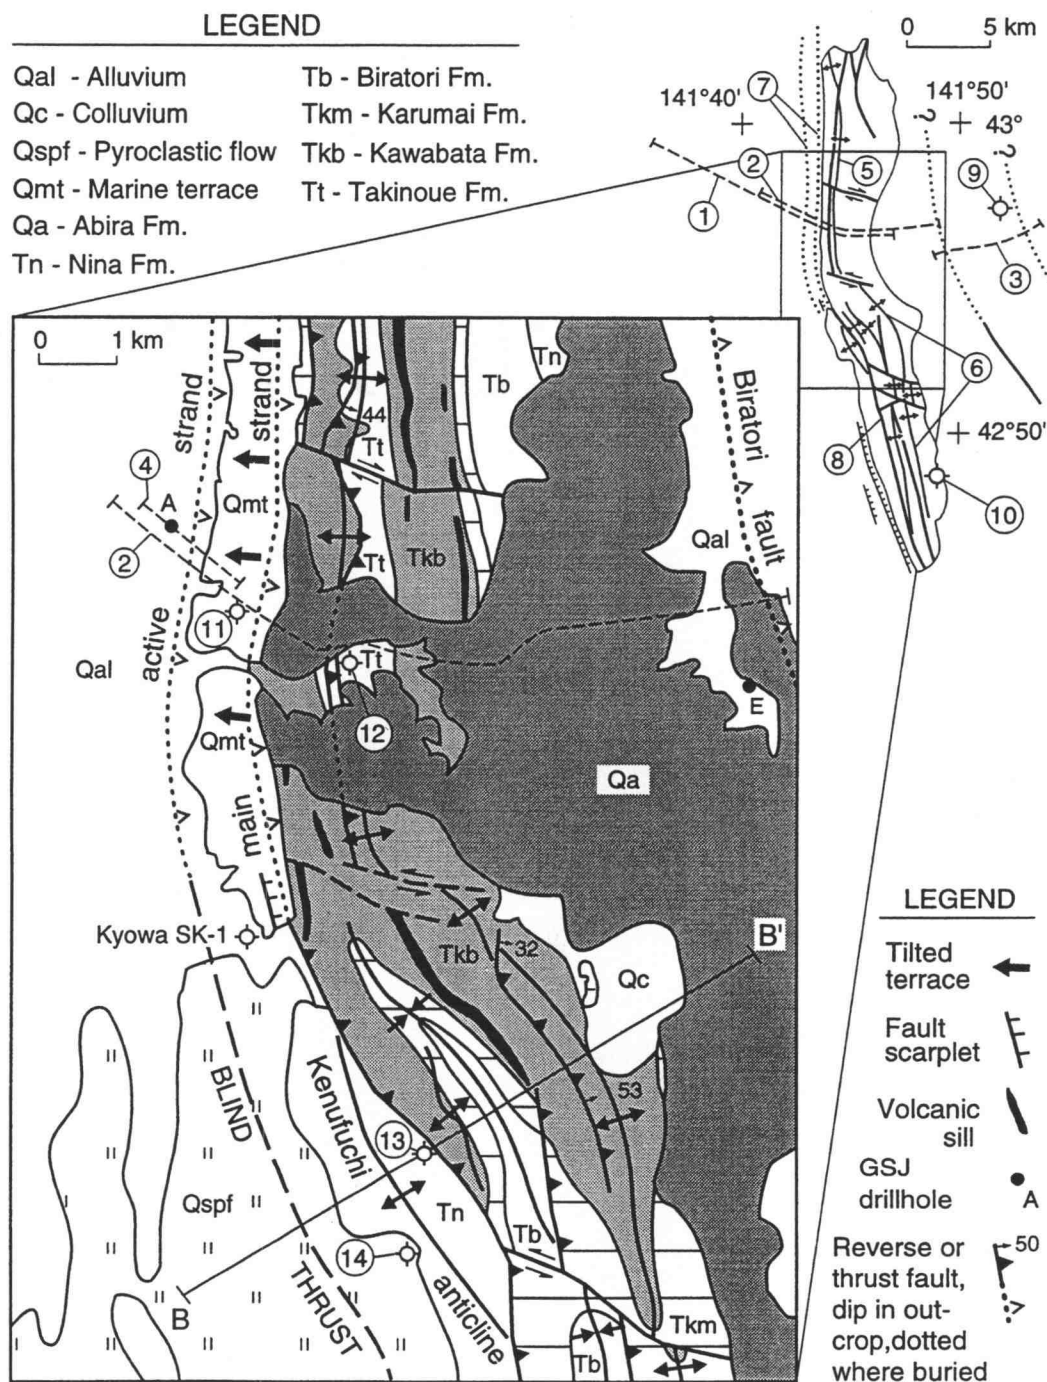 LEGEND
Qal - Alluvium
Qc - Colluvium
Qspf - Pyroclastic flow
Qmt - Marine terrace
Qa - Abira Fm.
Tn - Nina Fm.
Tb - Biratori Fm.
Tkm - Karumai Fm.
Tkb - Kawabata Fm.
Tt - Takinoue Fm.
0 5 km
141°40'
141°50'
43°
42°50'
?
?
7
2
1
5
9
3
6
8
10
0 1 km
strand
strand
active
main
4
A
2
Qmt
11
Qal
Qmt
44
Tt
Tt
Tkb
Tb
Tn
Tt
12
Biratori
fault
Qal
E
Qa
Kyowa SK-1
Tkb
32
Qc
B'
53
BLIND
THRUST
Kenufuchi
anticline
13
Qspf
Tn
14
B
Tb
Tb
Tkm
LEGEND
Tilted
terrace
Fault
scarplet
Volcanic
sill
GSJ
drillhole
A
Reverse or
thrust fault,
dip in out-
crop,dotted
where buried
50